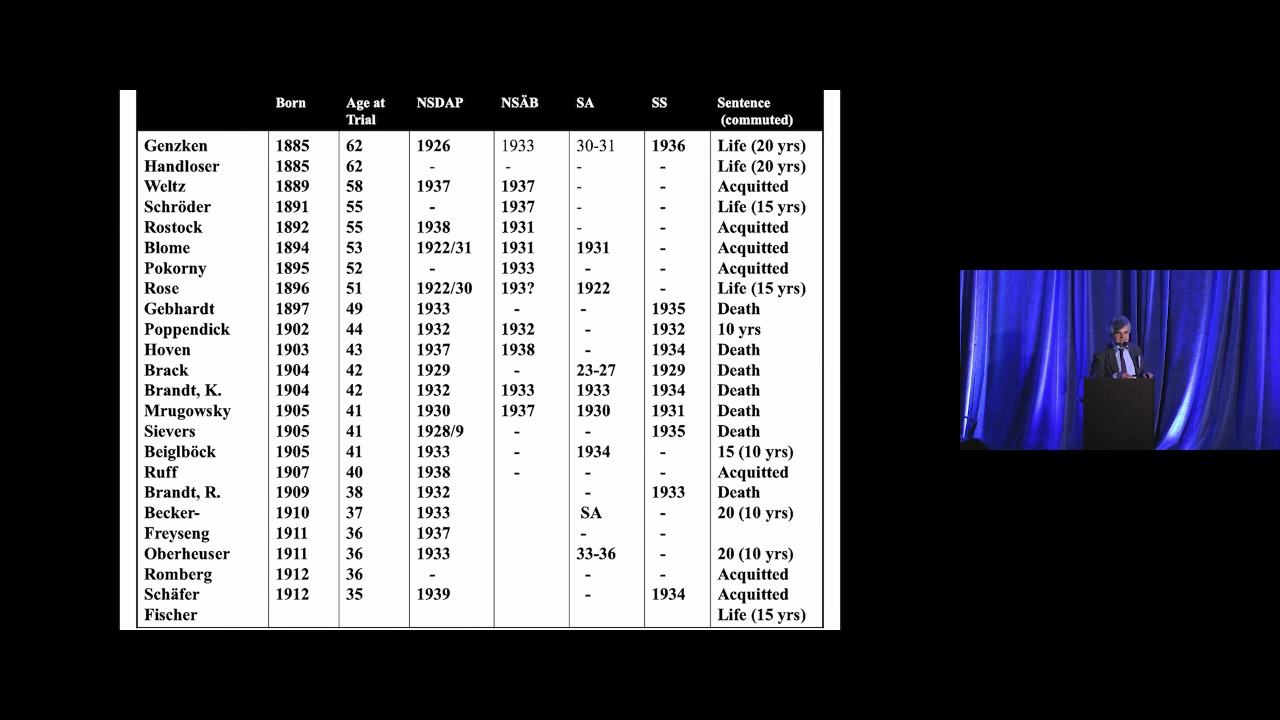 Born Age at Trial NSDAP NSÄB SA SS Sentence (commuted)
Genzken 1885 62 1926 1933 30-31 1936 Life (20 yrs)
Handloser 1885 62 - - - - Life (20 yrs)
Weltz 1889 58 1937 1937 - - Acquitted
Schröder 1891 55 - 1937 - - Life (15 yrs)
Rostock 1892 55 1938 1931 - - Acquitted
Blome 1894 53 1922/31 1931 1931 - Acquitted
Pokorny 1895 52 - 1933 - - Acquitted
Rose 1896 51 1922/30 193? 1922 - Life (15 yrs)
Gebhardt 1897 49 1933 - - 1935 Death
Poppendick 1902 44 1932 1932 - 1932 10 yrs
Hoven 1903 43 1937 1938 - 1934 Death
Brack 1904 42 1929 - 23-27 1929 Death
Brandt, K. 1904 42 1932 1933 1933 1934 Death
Mrugowsky 1905 41 1930 1937 1930 1931 Death
Sievers 1905 41 1928/9 - - 1935 Death
Beiglböck 1905 41 1933 - 1934 - 15 (10 yrs)
Ruff 1907 40 1938 - - - Acquitted
Brandt, R. 1909 38 1932 - 1933 Death
Becker- 1910 37 1933 SA - 20 (10 yrs)
Freyseng 1911 36 1937 - -
Oberheuser 1911 36 1933 33-36 - 20 (10 yrs)
Romberg 1912 36 - - - Acquitted
Schäfer 1912 35 1939 - 1934 Acquitted
Fischer Life (15 yrs)